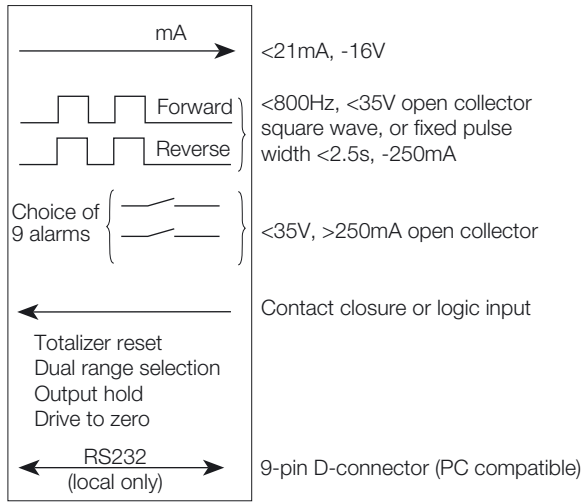 mA
<21mA, -16V
Forward
Reverse
<800Hz, <35V open collector
square wave, or fixed pulse
width <2.5s, -250mA
Choice of
9 alarms
<35V, >250mA open collector
Contact closure or logic input
Totalizer reset
Dual range selection
Output hold
Drive to zero
RS232
(local only)
9-pin D-connector (PC compatible)